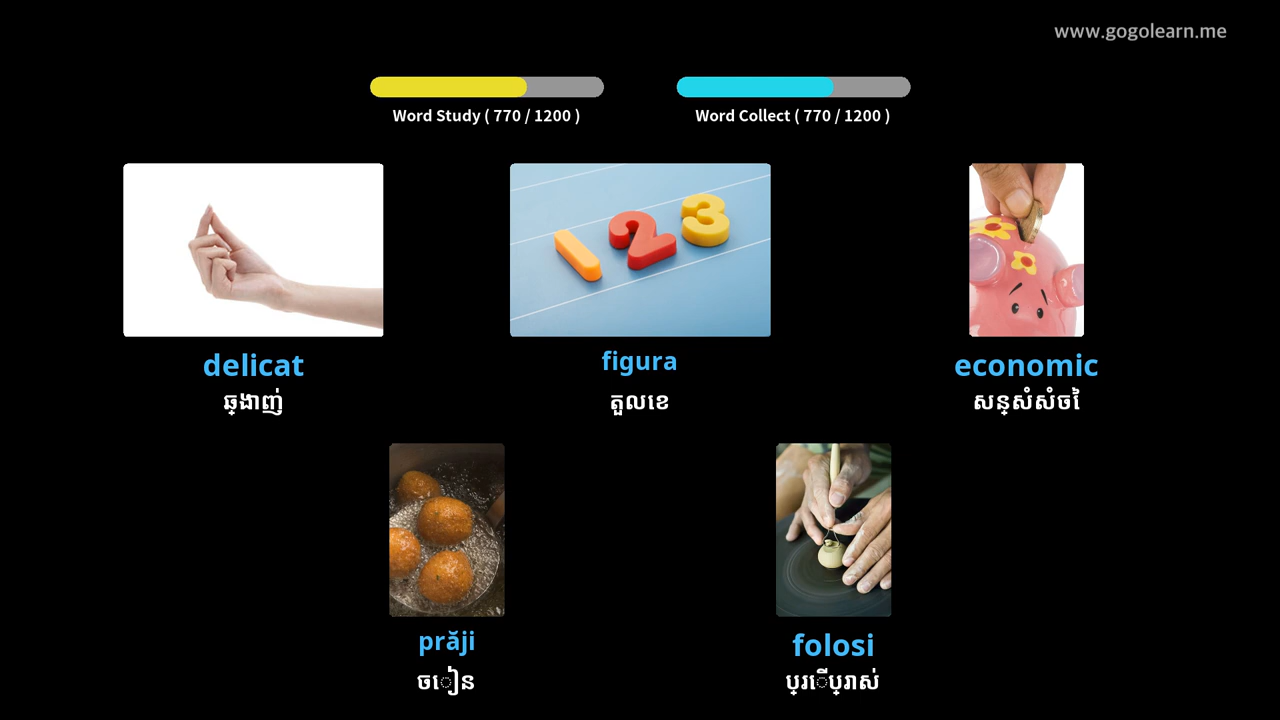 www.gogolearn.me
Word Study ( 770 / 1200 )
Word Collect ( 770 / 1200 )
delicat
figura
economic
ឆ្ងាញ់
តួលេខ
សន្សំសំចៃ
prăji
folosi
ចៀន
ប្រើប្រាស់